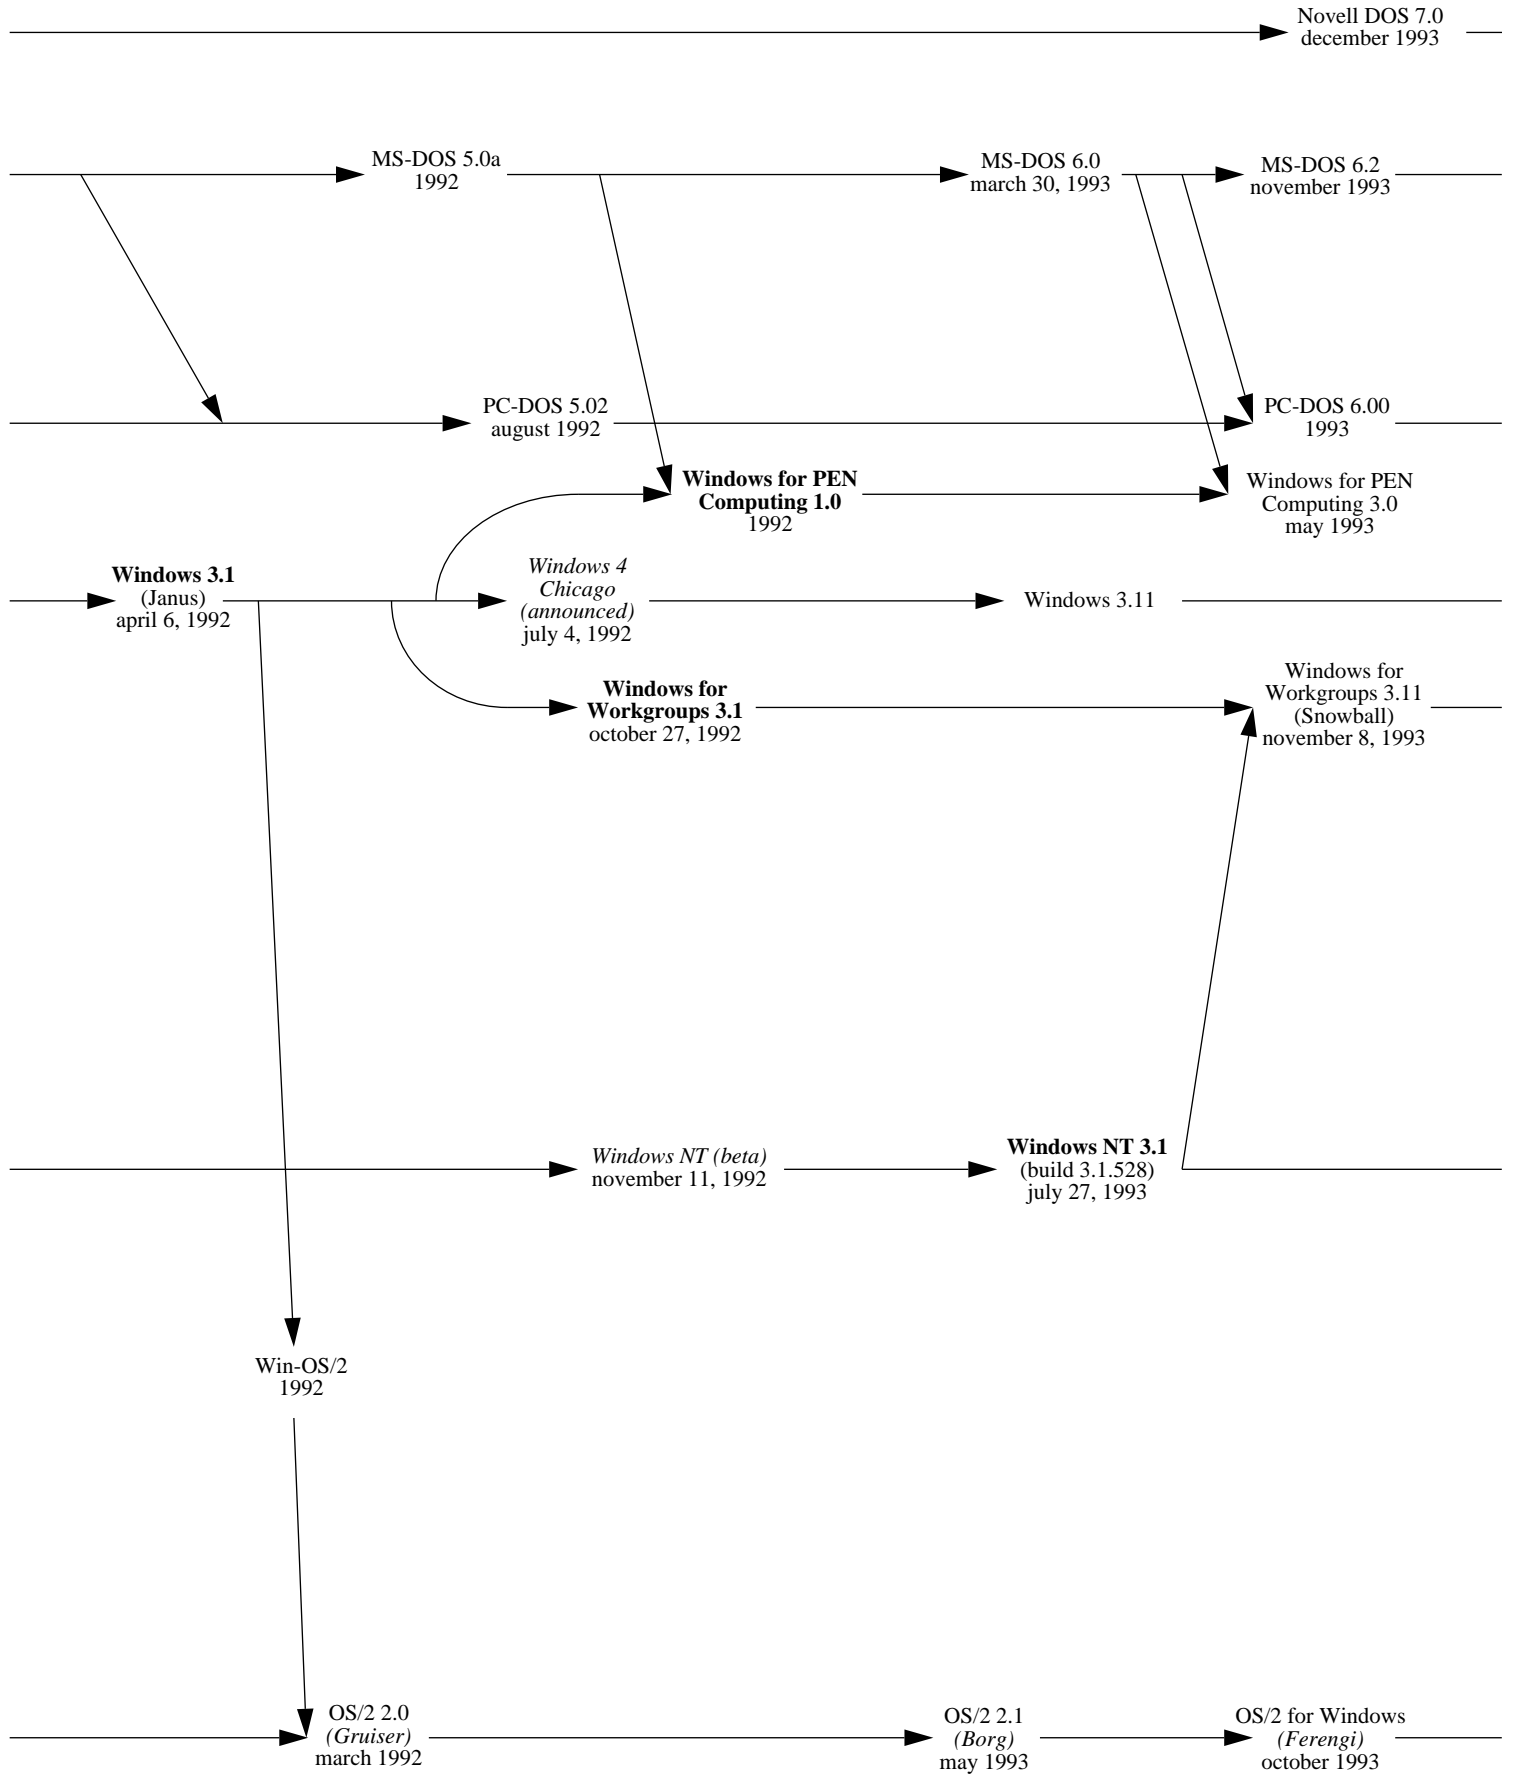 Novell DOS 7.0
december 1993
MS-DOS 5.0a
1992
MS-DOS 6.0
march 30, 1993
MS-DOS 6.2
november 1993
PC-DOS 5.02
august 1992
PC-DOS 6.00
1993
Windows for PEN
Computing 1.0
1992
Windows for PEN
Computing 3.0
may 1993
Windows 3.1
(Janus)
april 6, 1992
Windows 4
Chicago
(announced)
july 4, 1992
Windows 3.11
Windows for
Workgroups 3.1
october 27, 1992
Windows for
Workgroups 3.11
(Snowball)
november 8, 1993
Windows NT (beta)
november 11, 1992
Windows NT 3.1
(build 3.1.528)
july 27, 1993
Win-OS/2
1992
OS/2 2.0
(Gruiser)
march 1992
OS/2 2.1
(Borg)
may 1993
OS/2 for Windows
(Ferengi)
october 1993